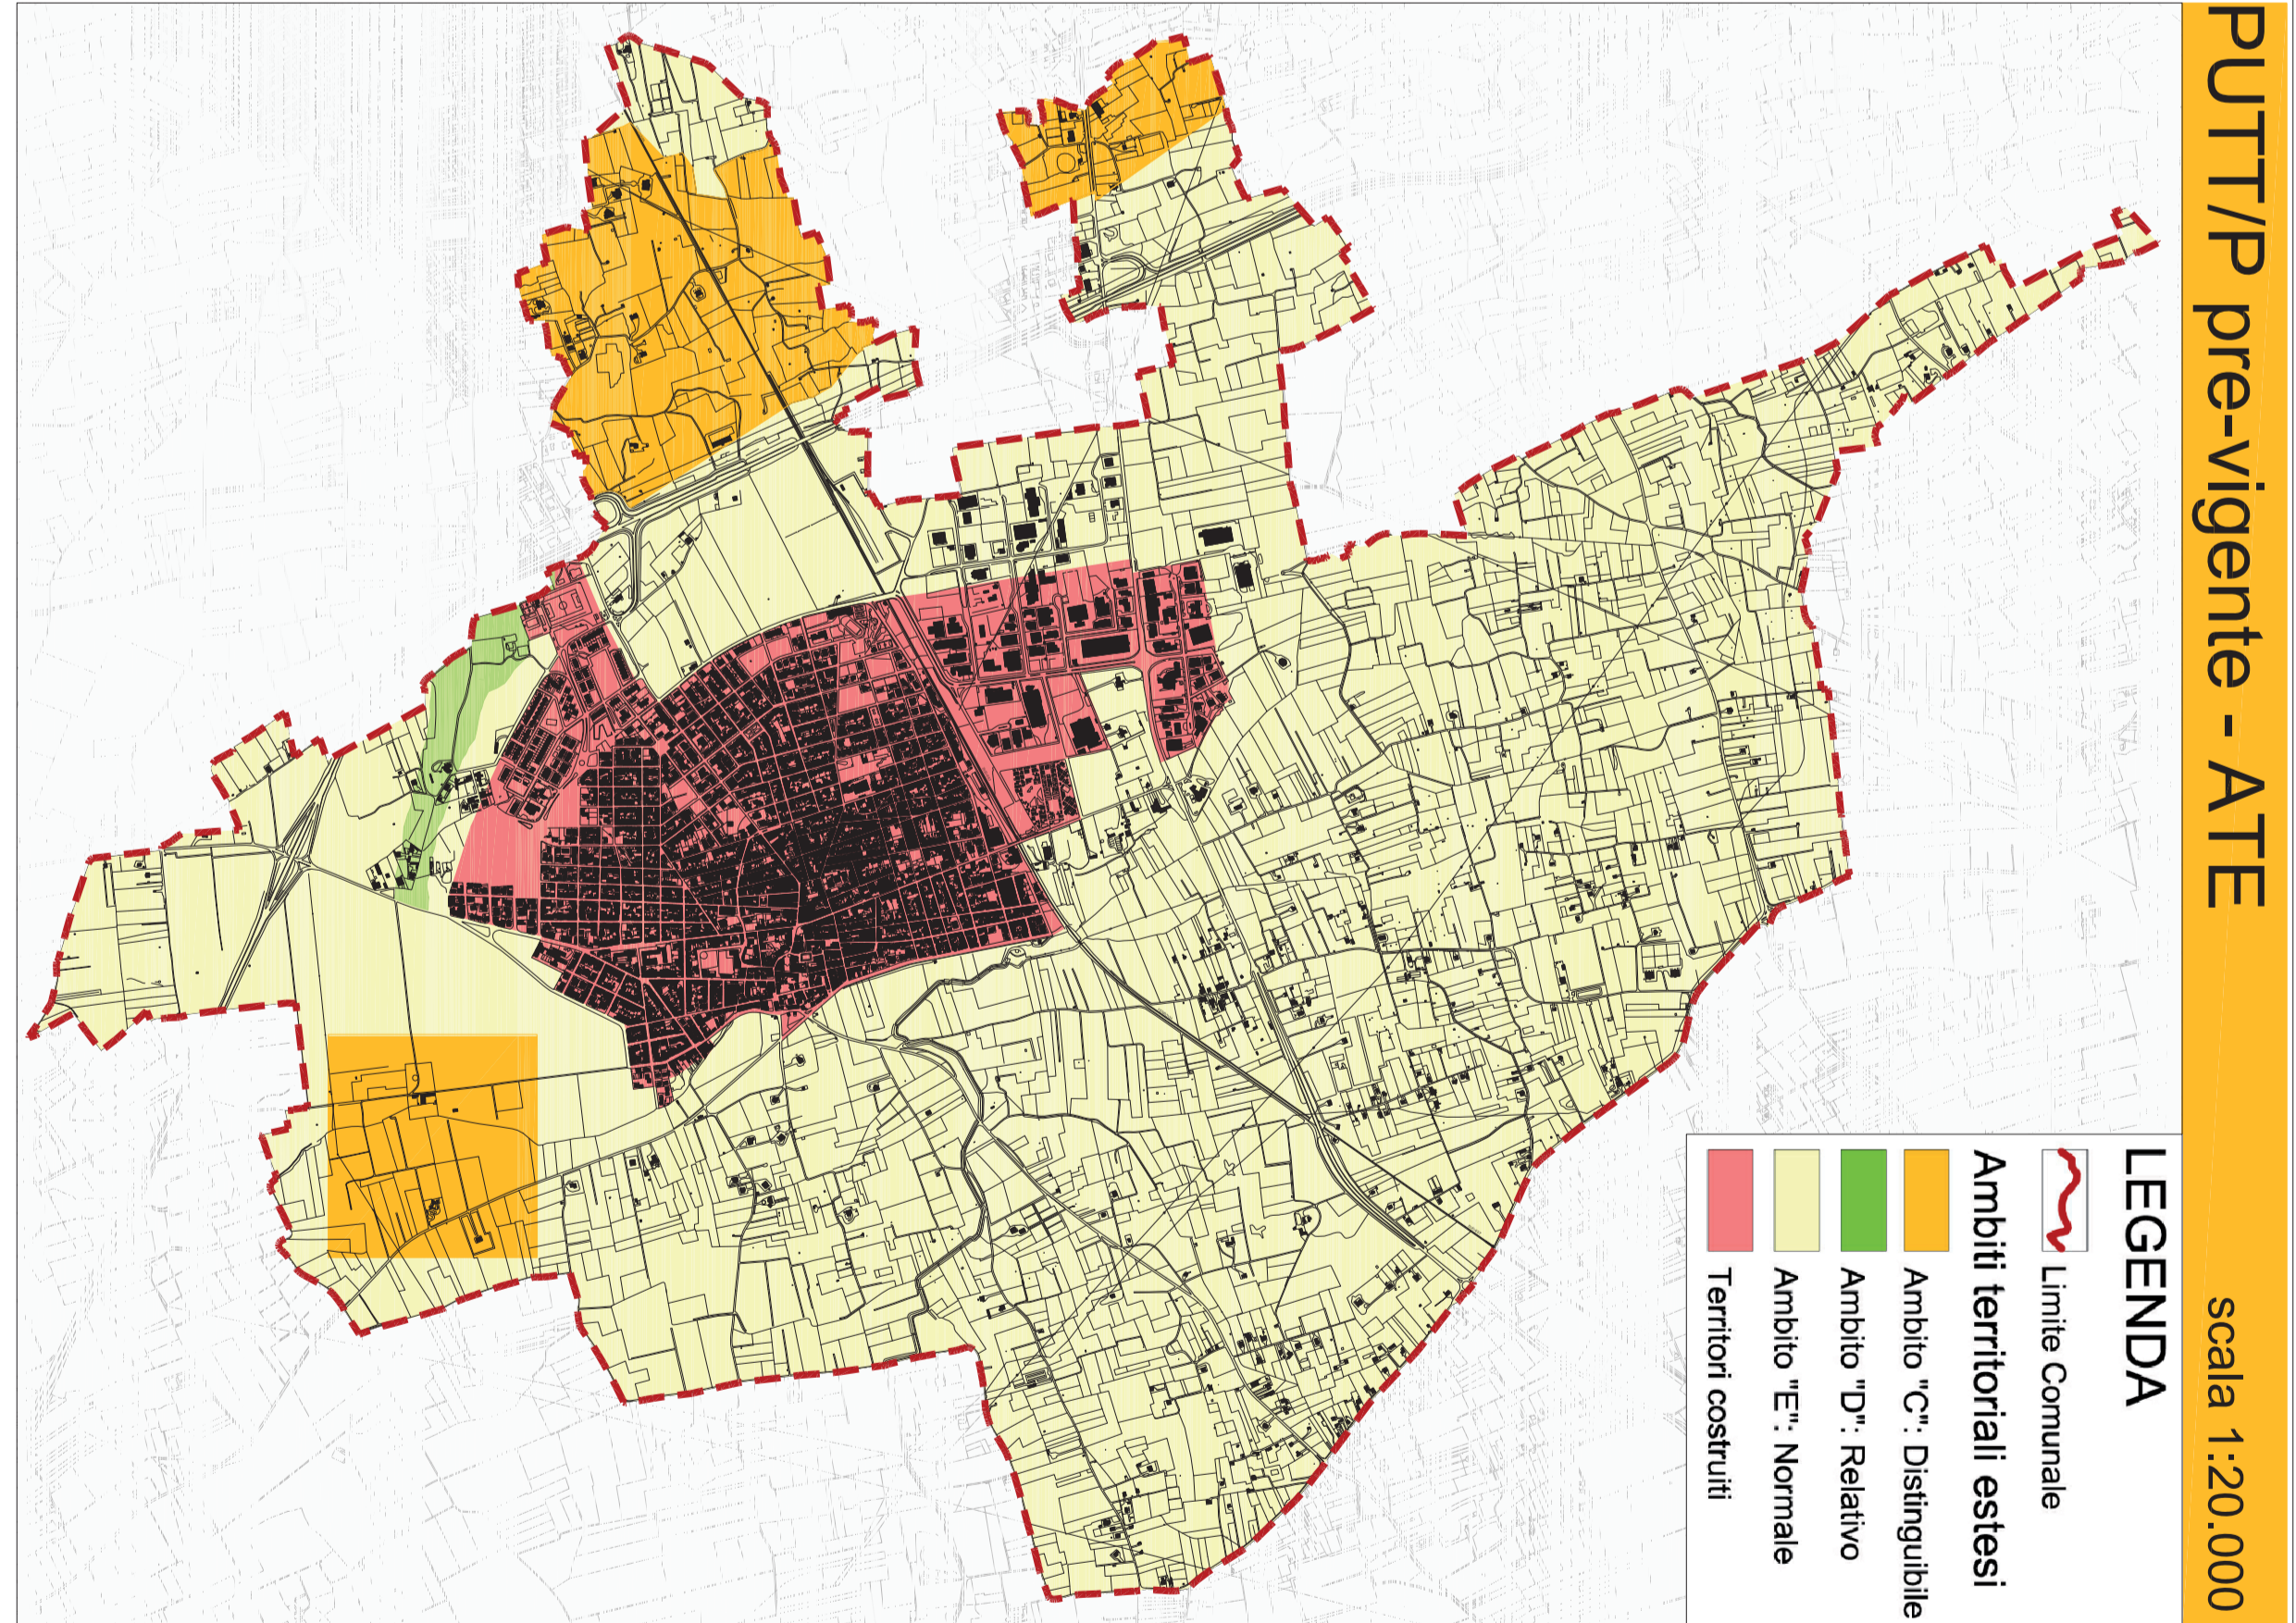 PUTT/P pre-vigente - ATE
scala 1:20.000
LEGENDA
Limite Comunale
Ambiti territoriali estesi
Ambito "C": Distinguibile
Ambito "D": Relativo
Ambito "E": Normale
Territori costruiti